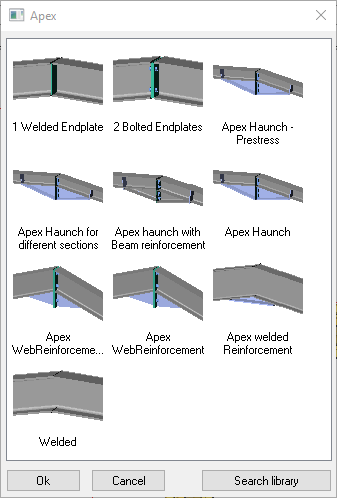 Apex
1 Welded Endplate
2 Bolted Endplates
Apex Haunch -
Prestress
Apex Haunch for
different sections
Apex haunch with
Beam reinforcement
Apex Haunch
Apex
WebReinforceme...
Apex
WebReinforcement
Apex welded
Reinforcement
Welded
Ok
Cancel
Search library